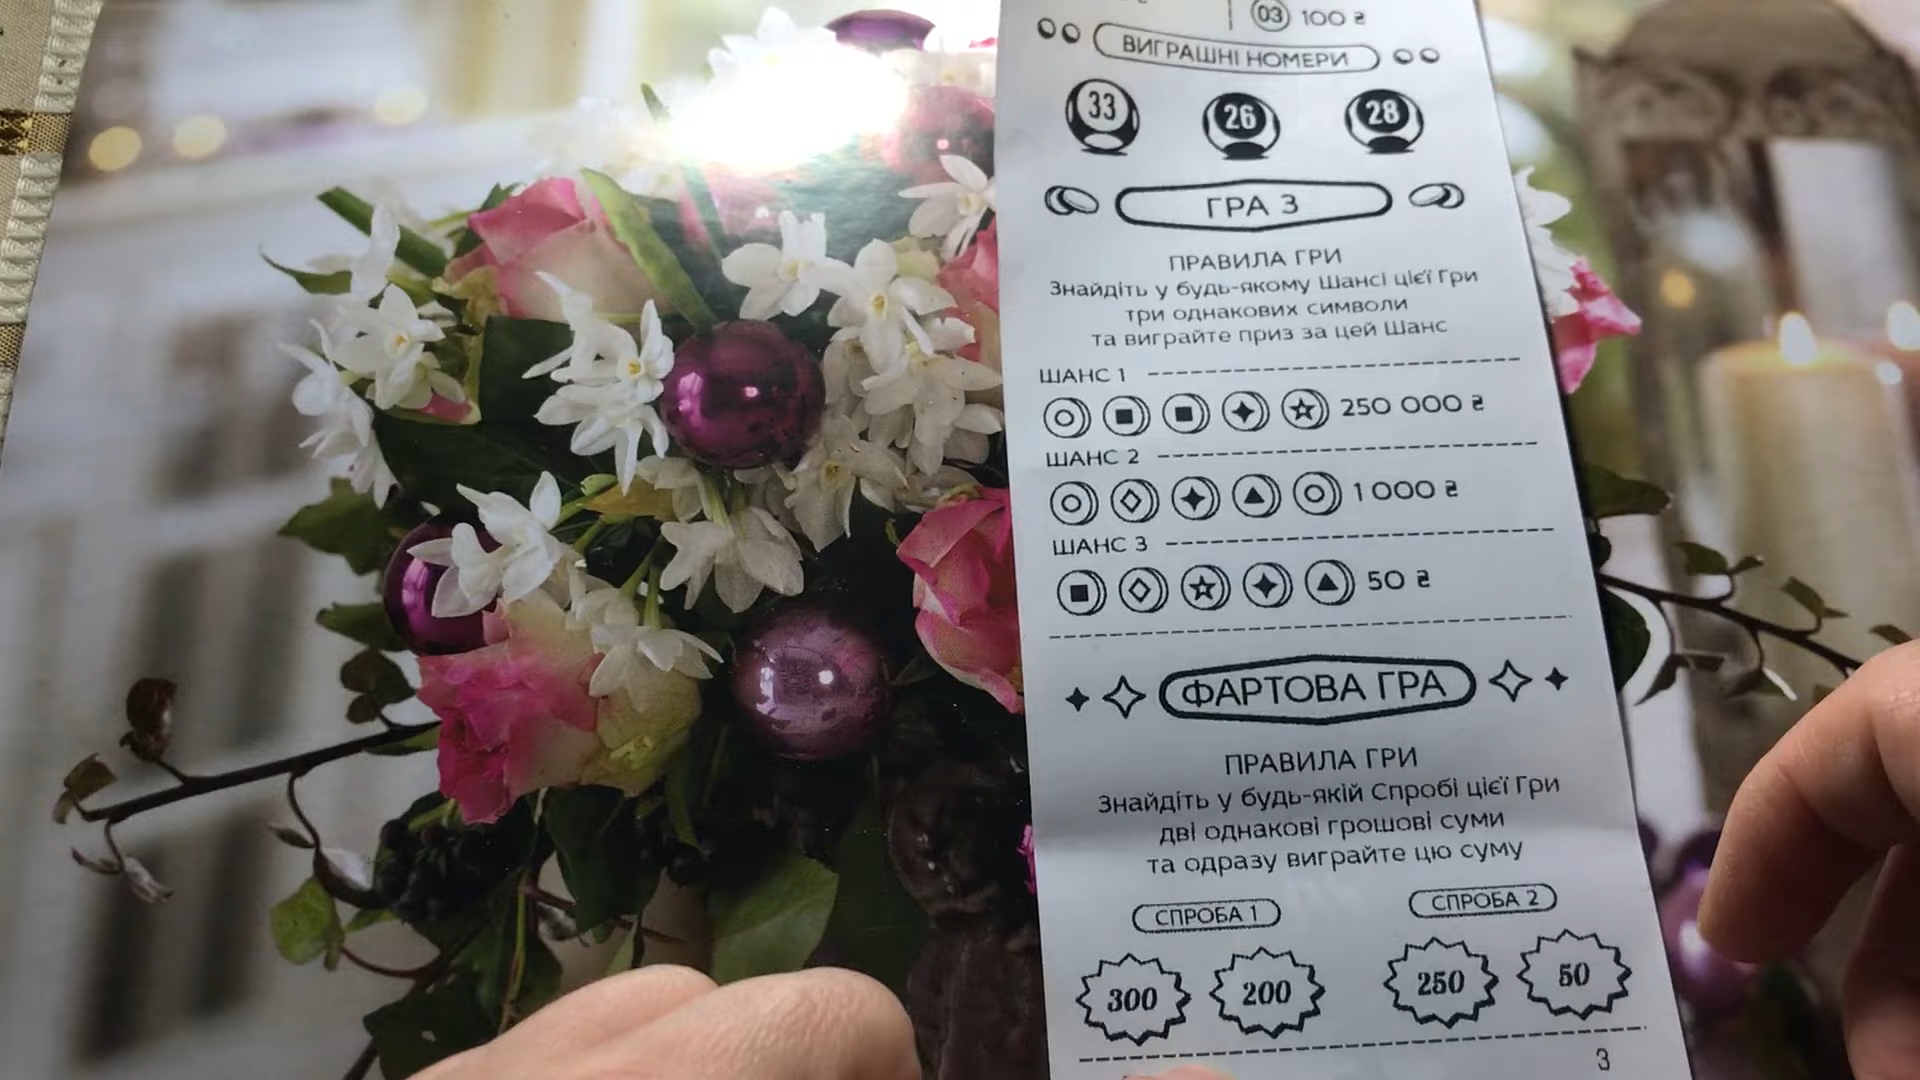 03 100 ₴
ВИГРАШНІ НОМЕРИ
33 26 28
ГРА 3
ПРАВИЛА ГРИ
Знайдіть у будь-якому Шансі цієї Гри
три однакових символи
та виграйте приз за цей Шанс
ШАНС 1
250 000 ₴
ШАНС 2
1 000 ₴
ШАНС 3
50 ₴
ФАРТОВА ГРА
ПРАВИЛА ГРИ
Знайдіть у будь-якій Спробі цієї Гри
дві однакові грошові суми
та одразу виграйте цю суму
СПРОБА 1 СПРОБА 2
300 200 250 50
3